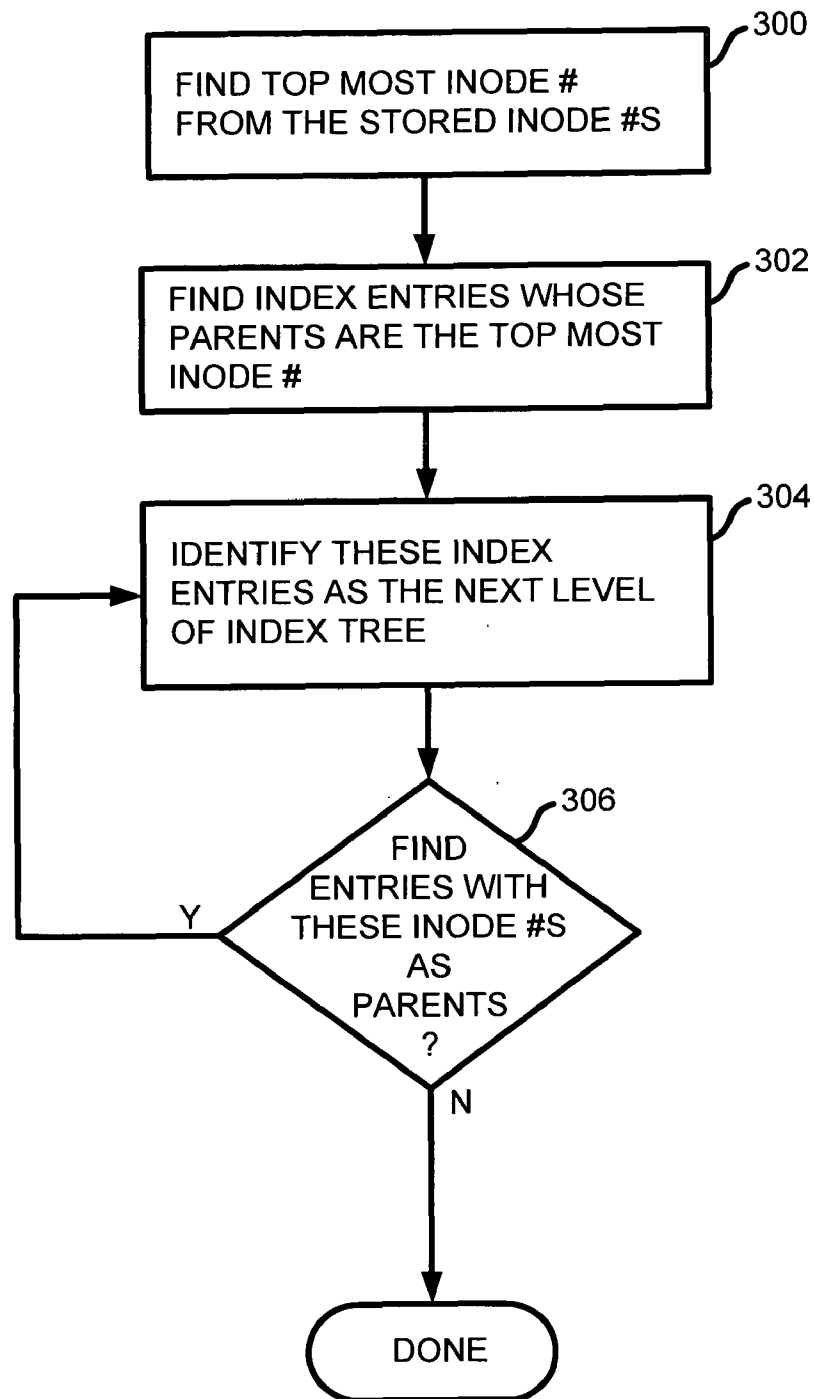 300
FIND TOP MOST INODE #
FROM THE STORED INODE #S
302
FIND INDEX ENTRIES WHOSE
PARENTS ARE THE TOP MOST
INODE #
304
IDENTIFY THESE INDEX
ENTRIES AS THE NEXT LEVEL
OF INDEX TREE
306
FIND
ENTRIES WITH
THESE INODE #S
AS
PARENTS
?
Y
N
DONE